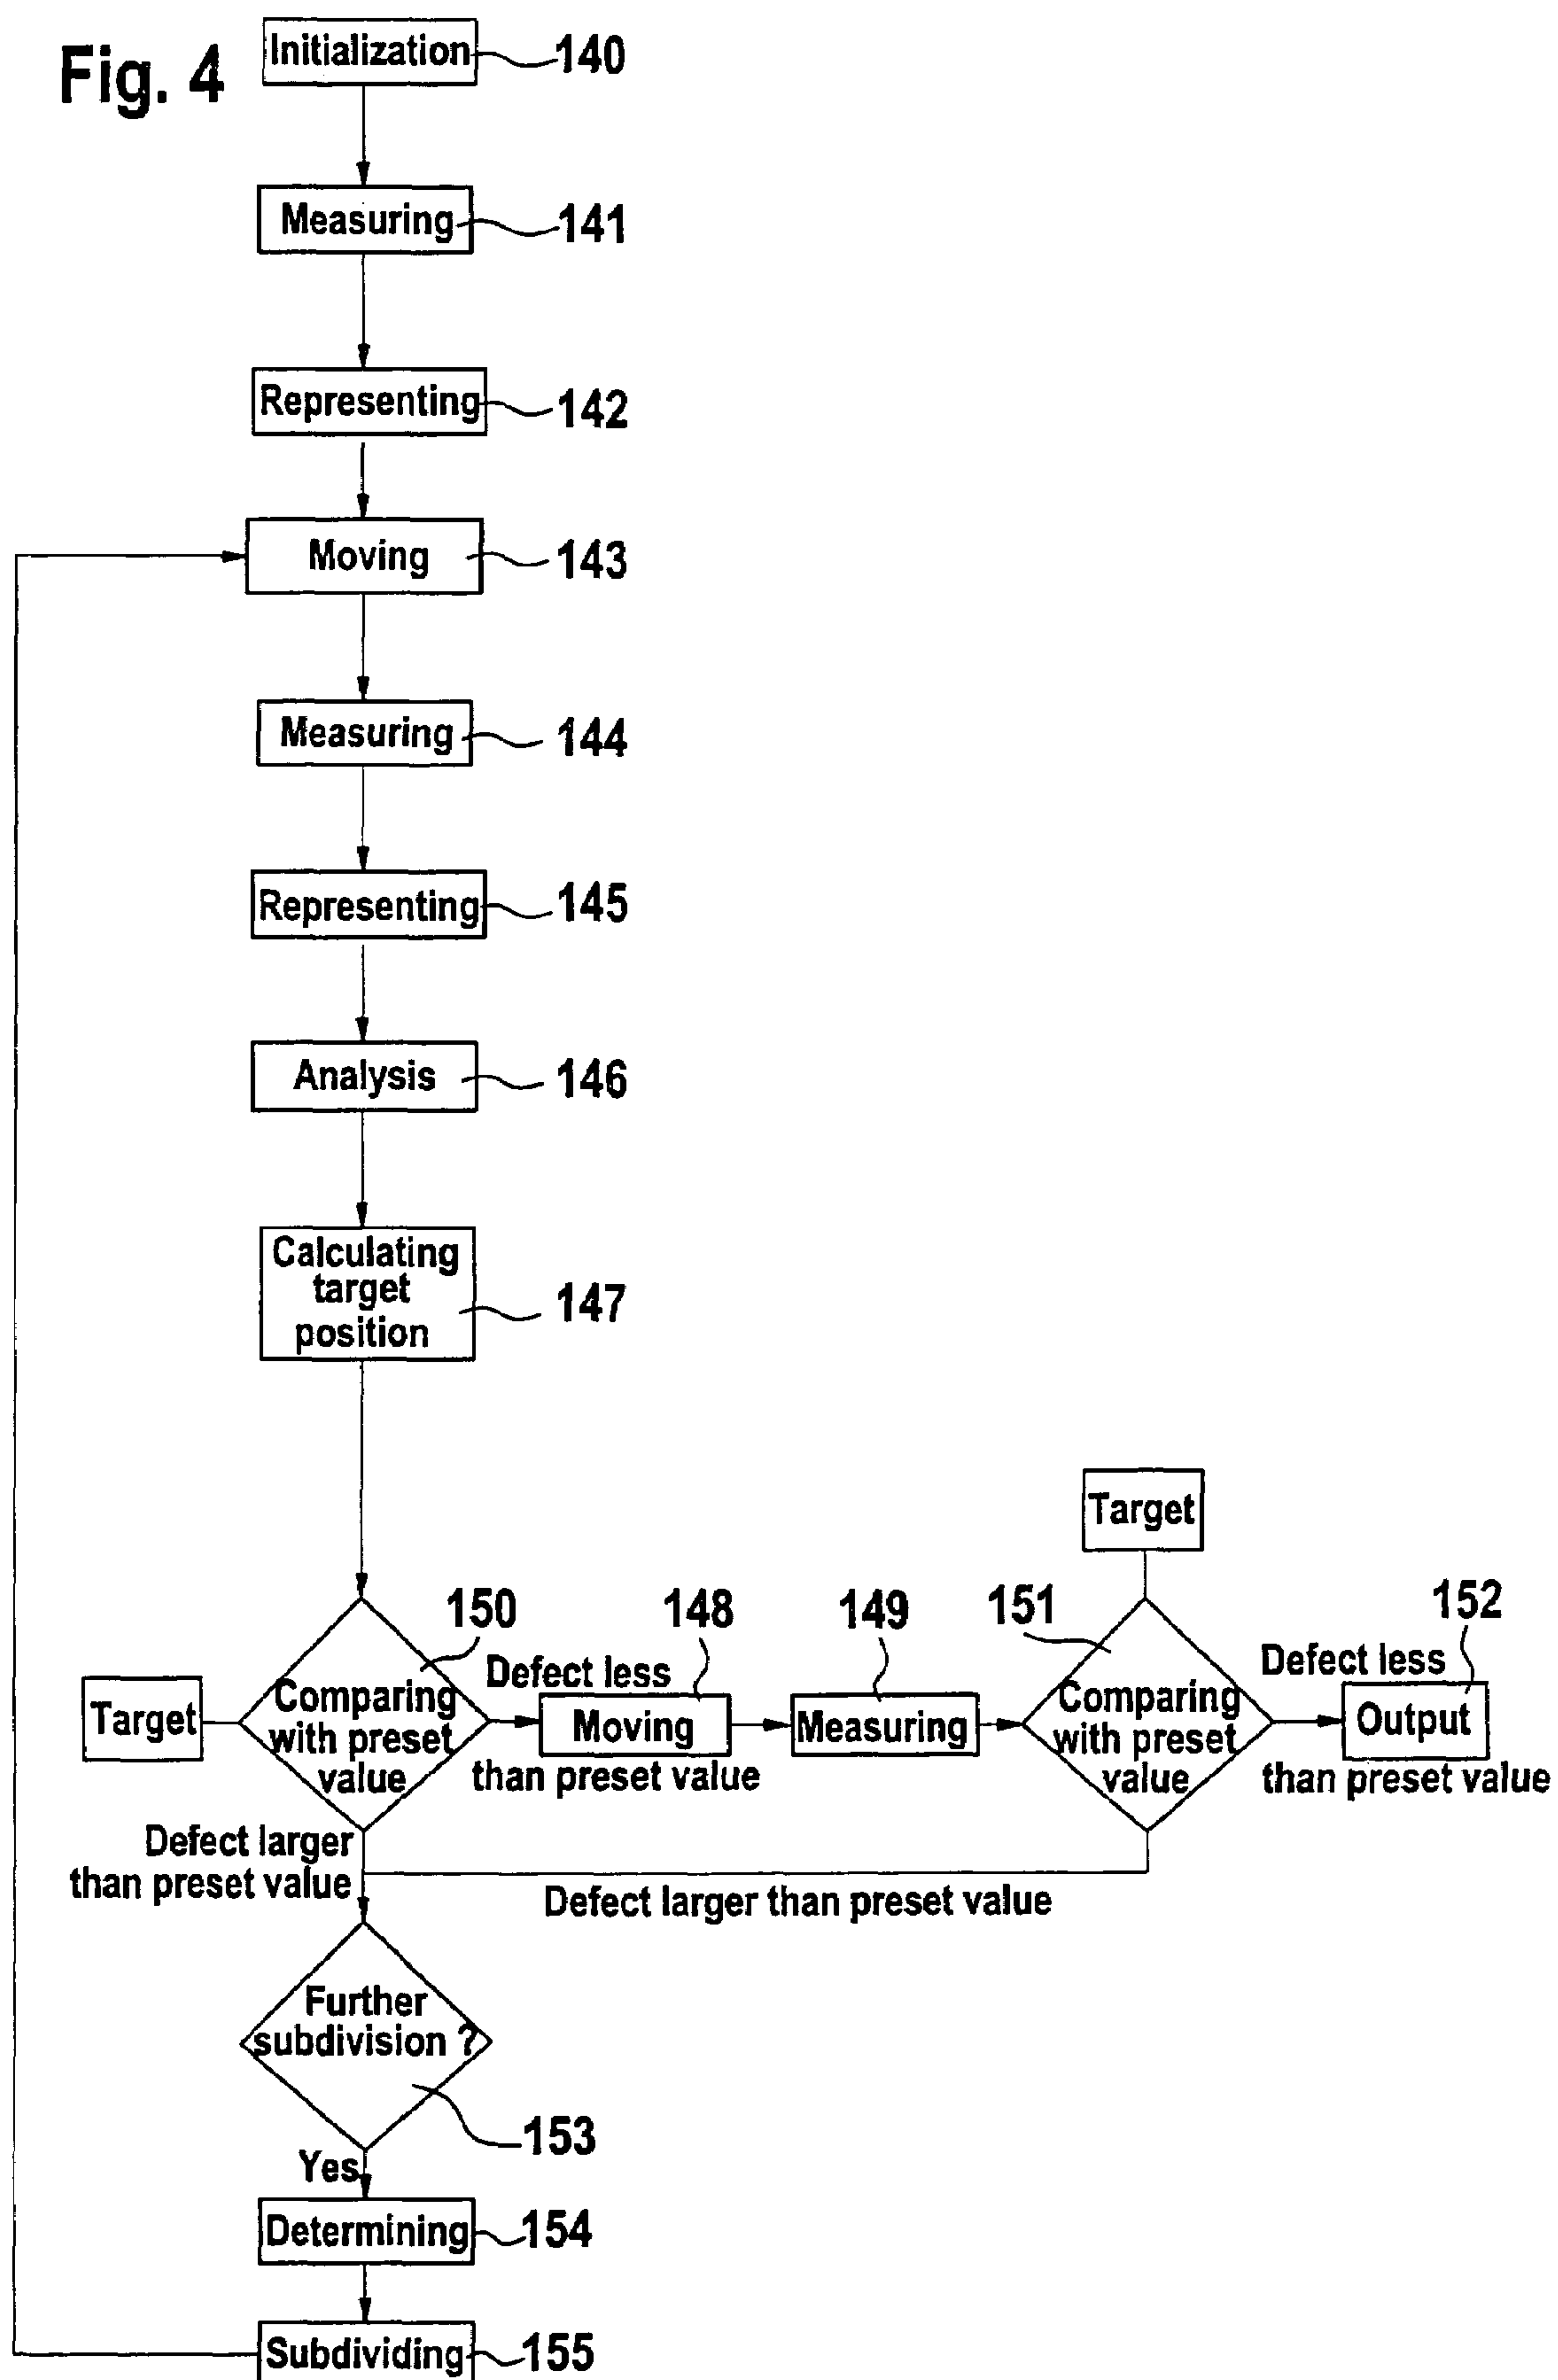 Fig. 4
Initialization
140
Measuring
141
Representing
142
Moving
143
Measuring
144
Representing
145
Analysis
146
Calculating
target
position
147
Target
150
148
149
151
152
Target
Comparing
with preset
value
Defect less
Moving
than preset value
Measuring
Comparing
with preset
value
Defect less
Output
than preset value
Defect larger
than preset value
Defect larger than preset value
Further
subdivision ?
153
Yes
Determining
154
Subdividing
155